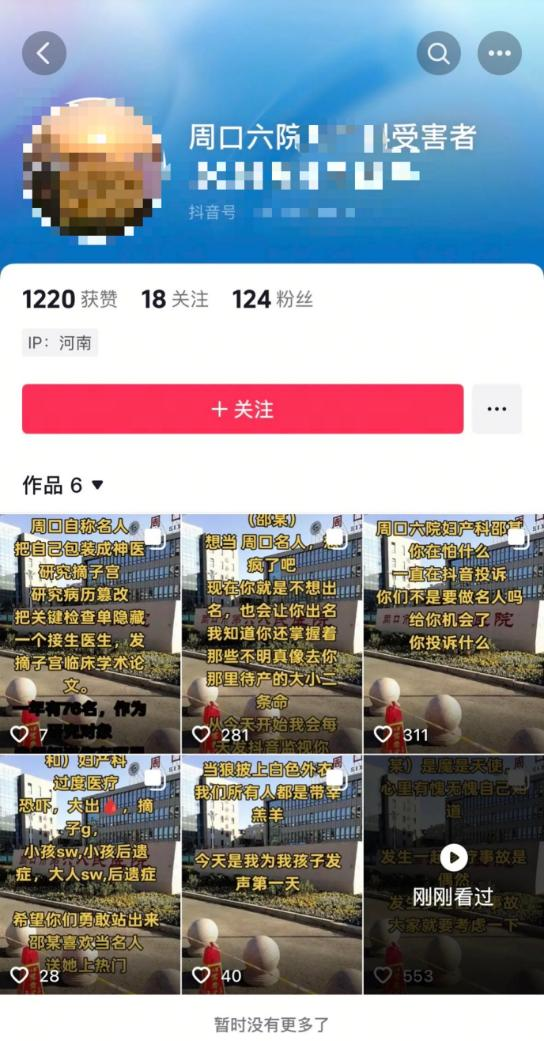 周口六院
受害者
抖音号
1220 获赞 18 关注 124 粉丝
IP：河南
+ 关注
作品 6
周口自称名人
把自己包装成神医
研究摘子宫
研究病历篡改
把关键检查单隐藏
一个接生医生，发
摘子宫临床学术论
文。
一年有76名，作为
研究对象
7
（邵某）
想当 周口名人，想
疯了吧
现在你就是不想出
名，也会让你出名
我知道你还掌握着
那些不明真像去你
那里待产的大小二
条命
从今天开始我会每
天发抖音监视你
281
周口六院妇产科邵某
你在怕什么
一直在抖音投诉
你们不是要做名人吗
给你机会了
你投诉什么
311
和）妇产科
过度医疗
恐吓，大出🩸，摘
子g,
小孩sw,小孩后遗
症，大人sw,后遗症
希望你们勇敢站出来
邵某喜欢当名人
送她上热门
28
当狼披上白色外衣
我们所有人都是带宰
羔羊
今天是我为我孩子发
声第一天
40
某）是魔是天使，
心里有愧无愧自己知
道
刚刚看过
发生一起医疗事故是
偶然
大家就要考虑一下
553
暂时没有更多了